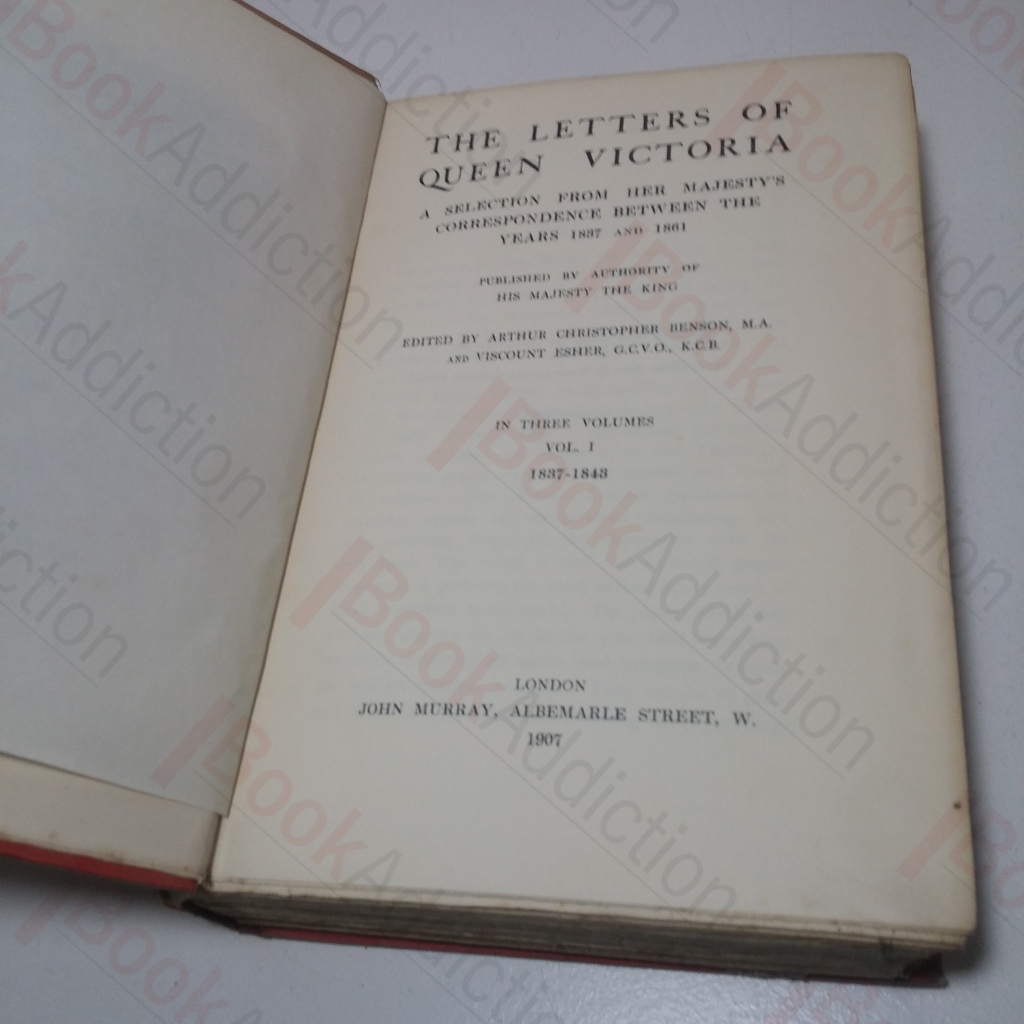 THE LETTERS OF
QUEEN VICTORIA
A SELECTION FROM HER MAJESTY'S
CORRESPONDENCE BETWEEN THE
YEARS 1837 AND 1861
PUBLISHED BY AUTHORITY OF
HIS MAJESTY THE KING
EDITED BY ARTHUR CHRISTOPHER BENSON, M.A.
AND VISCOUNT ESHER, G.C.V.O., K.C.B.
IN THREE VOLUMES
VOL. I
1837-1843
LONDON
JOHN MURRAY, ALBEMARLE STREET, W.
1907
BookAddiction